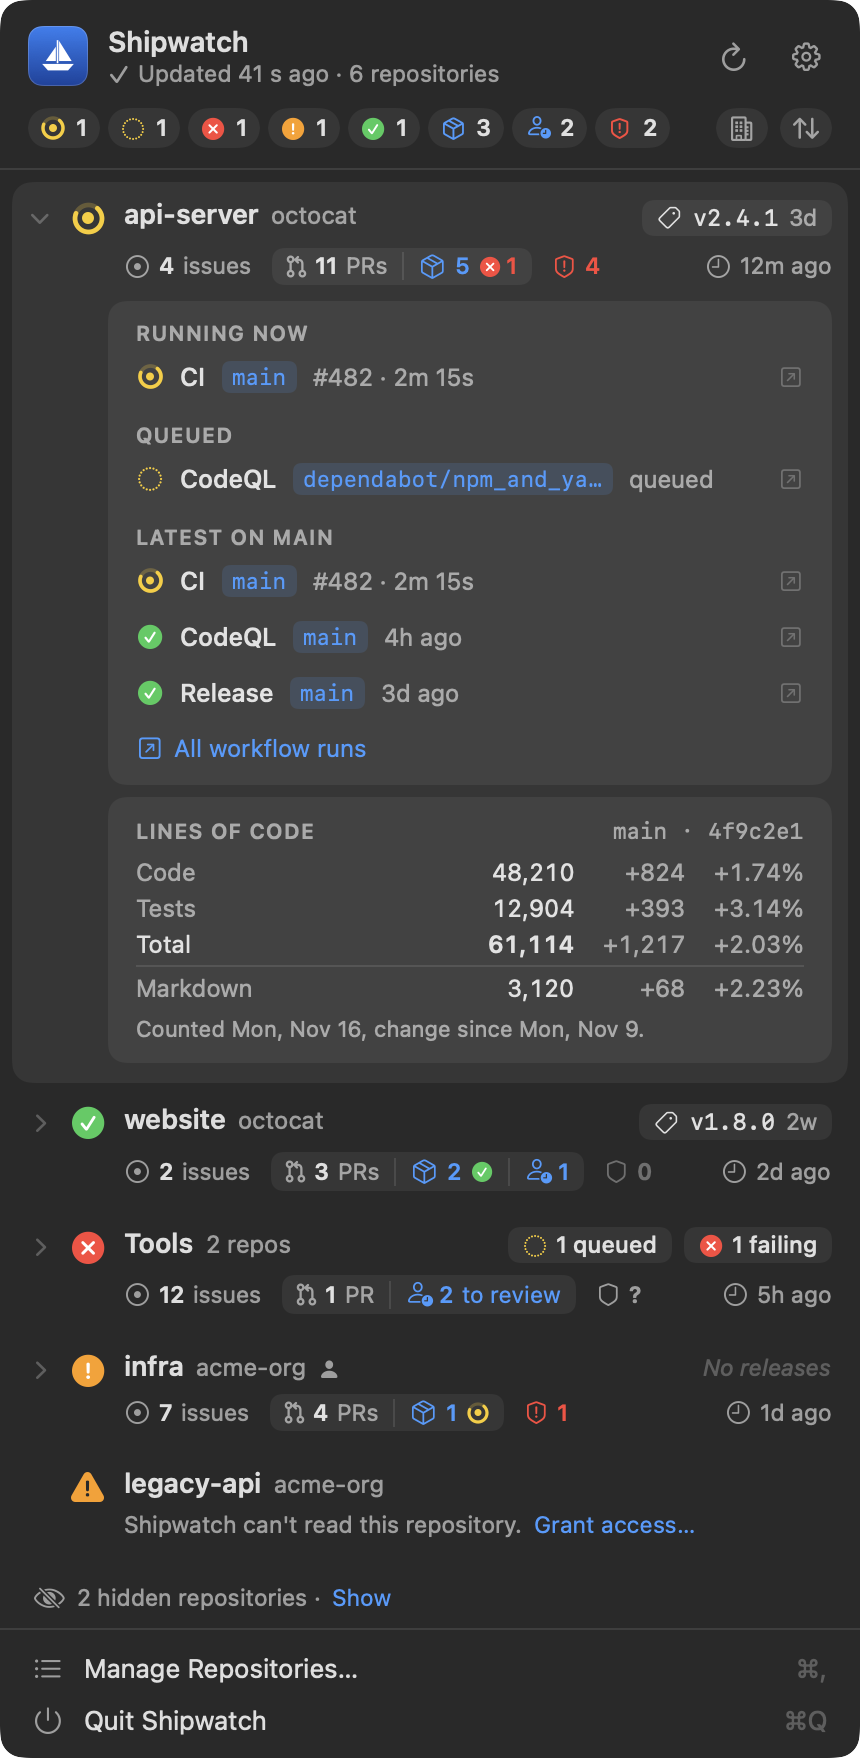 Shipwatch
Updated 41 s ago · 6 repositories
1 1 1 1 1 3 2 2
api-server octocat v2.4.1 3d
4 issues 11 PRs 5 1 4 12m ago
RUNNING NOW
CI main #482 · 2m 15s
QUEUED
CodeQL dependabot/npm_and_ya… queued
LATEST ON MAIN
CI main #482 · 2m 15s
CodeQL main 4h ago
Release main 3d ago
All workflow runs
LINES OF CODE main · 4f9c2e1
Code 48,210 +824 +1.74%
Tests 12,904 +393 +3.14%
Total 61,114 +1,217 +2.03%
Markdown 3,120 +68 +2.23%
Counted Mon, Nov 16, change since Mon, Nov 9.
website octocat v1.8.0 2w
2 issues 3 PRs 2 1 0 2d ago
Tools 2 repos 1 queued 1 failing
12 issues 1 PR 2 to review ? 5h ago
infra acme-org No releases
7 issues 4 PRs 1 1 1d ago
legacy-api acme-org
Shipwatch can't read this repository. Grant access…
2 hidden repositories · Show
Manage Repositories… ⌘,
Quit Shipwatch ⌘Q